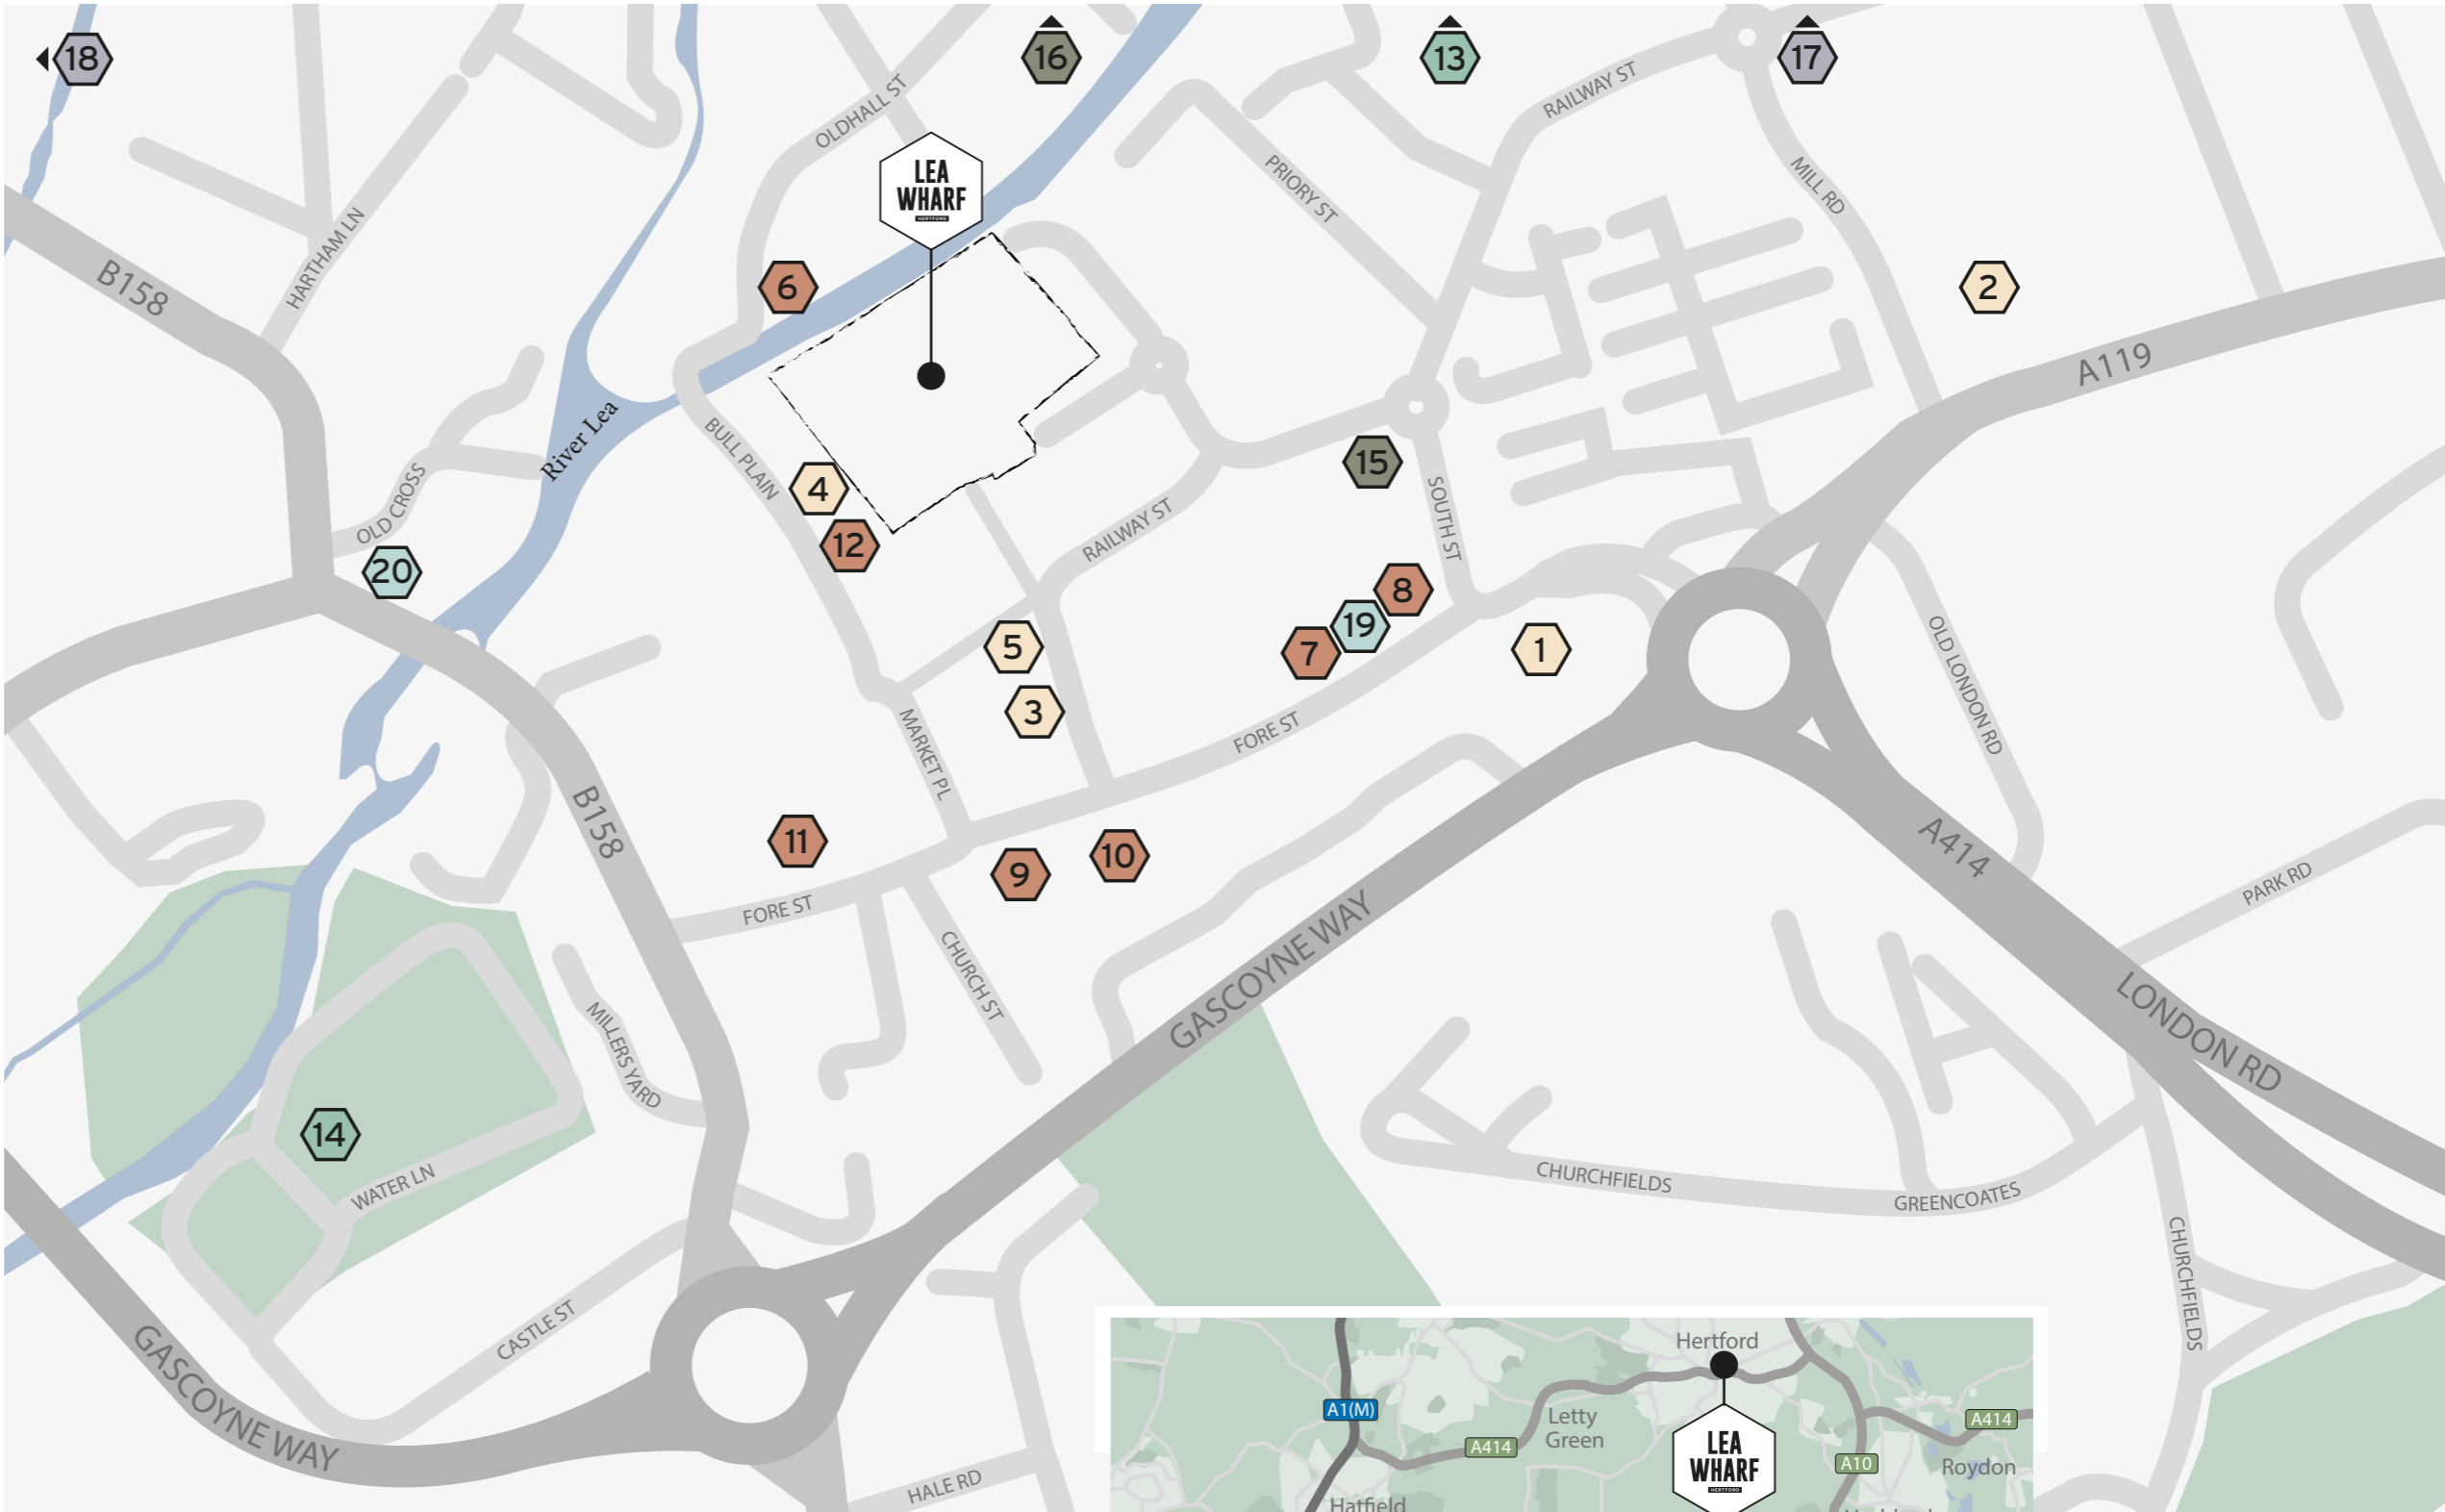 18
16
13
17
OLDHALL ST
RAILWAY ST
LEA
WHARF
HERTFORD
PRIORY ST
MILL RD
HARTHAM LN
B158
6
2
A119
River Lea
BULL PLAIN
15
4
OLD CROSS
SOUTH ST
12
RAILWAY ST
20
8
19
7
5
1
OLD LONDON RD
3
MARKET PL
FORE ST
B158
11
10
9
A414
PARK RD
FORE ST
CHURCH ST
GASCOYNE WAY
MILLERS YARD
LONDON RD
14
WATER LN
CHURCHFIELDS
GREENCOATES
CHURCHFIELDS
CASTLE ST
GASCOYNE WAY
HALE RD
Hertford
A1(M)
Letty
Green
A414
A414
LEA
WHARF
HERTFORD
A10
Roydon
Hatfield